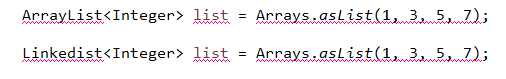 ArrayList<Integer> list = Arrays.asList(1, 3, 5, 7);
Linkedist<Integer> list = Arrays.asList(1, 3, 5, 7);